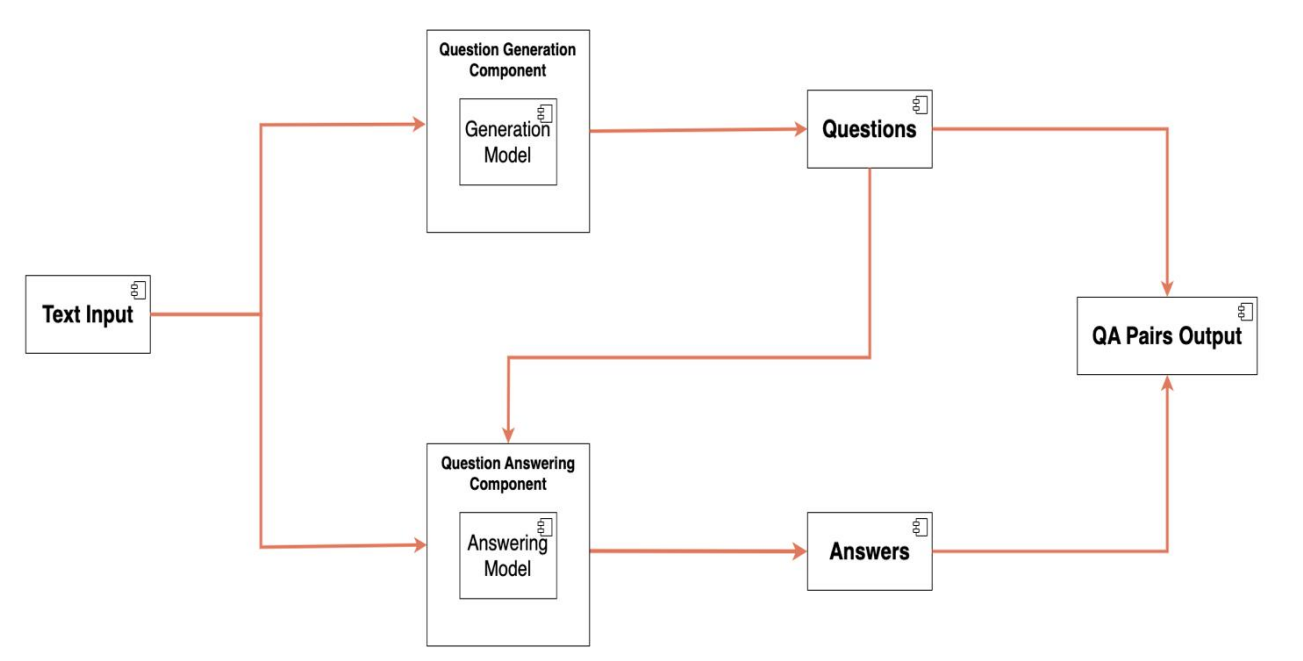 Question Generation
Component
Generation
Model
Questions
Text Input
QA Pairs Output
Question Answering
Component
Answering
Model
Answers